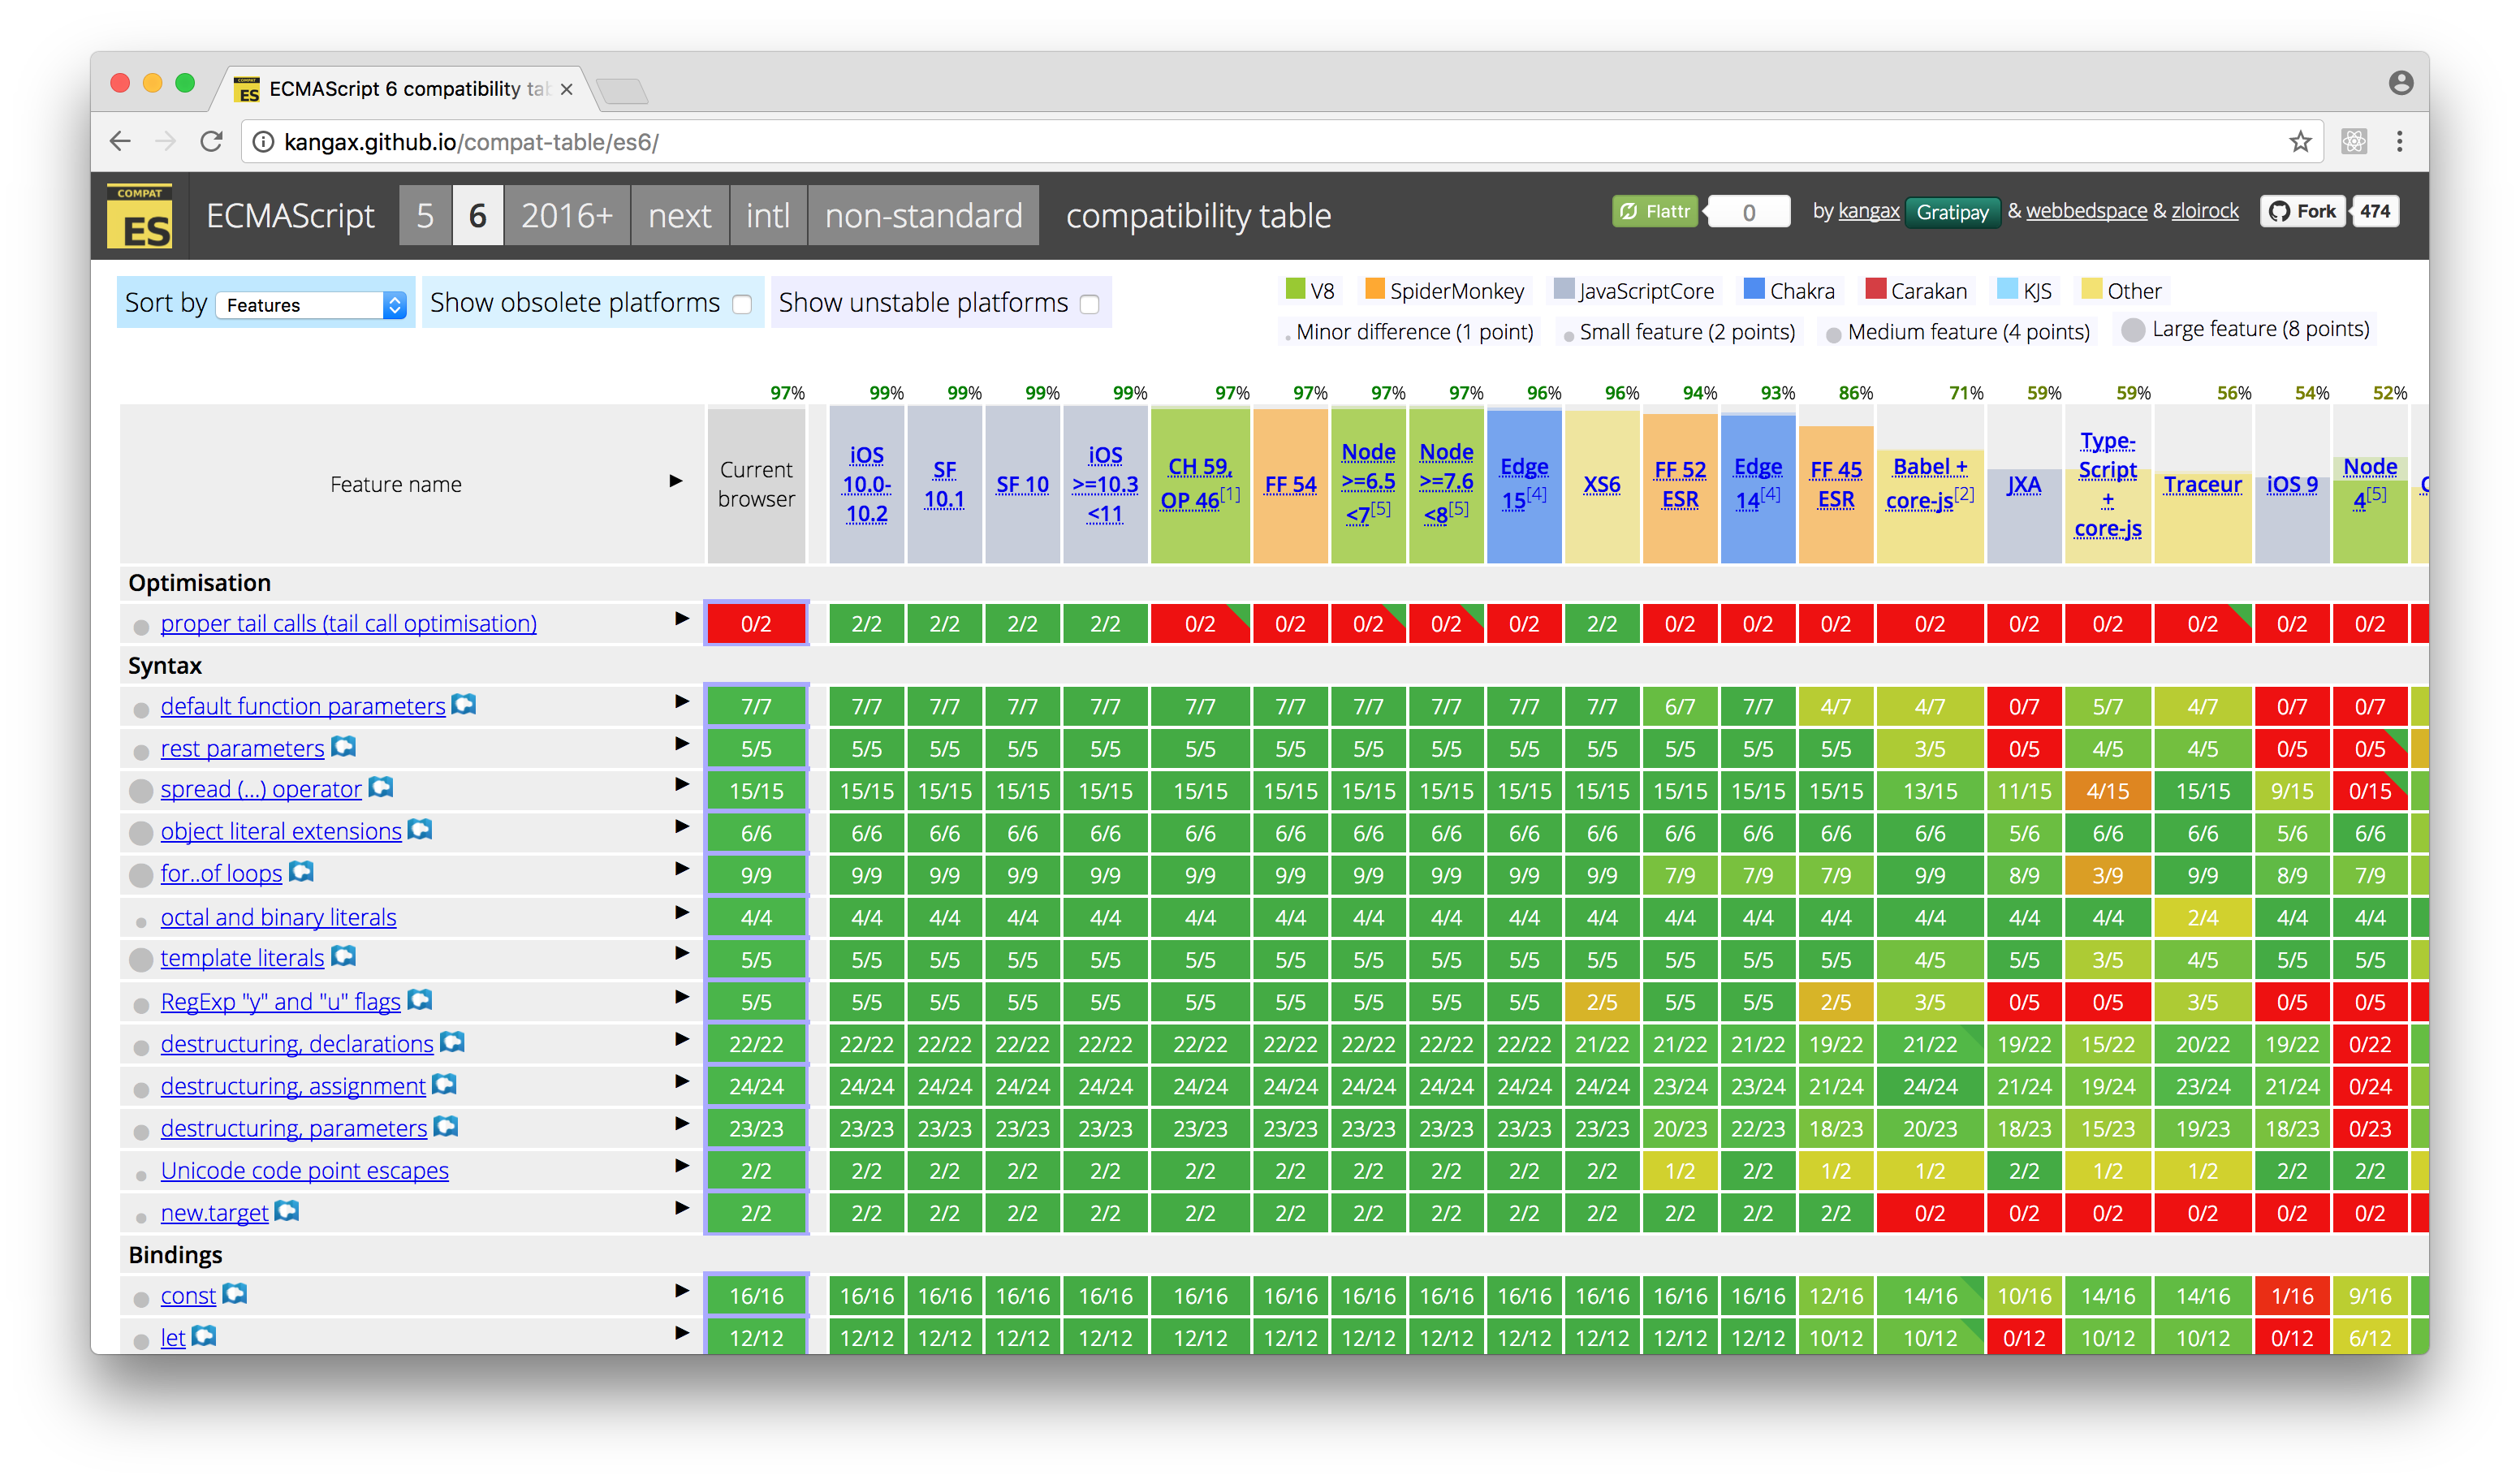 ECMAScript 6 compatibility tab
kangax.github.io/compat-table/es6/
COMPAT ES ECMAScript 5 6 2016+ next intl non-standard compatibility table Flattr 0 by kangax Gratipay & webbedspace & zloirock Fork 474
Sort by Features Show obsolete platforms Show unstable platforms V8 SpiderMonkey JavaScriptCore Chakra Carakan KJS Other
Minor difference (1 point) Small feature (2 points) Medium feature (4 points) Large feature (8 points)
97% 99% 99% 99% 99% 97% 97% 97% 97% 96% 96% 94% 93% 86% 71% 59% 59% 56% 54% 52%
Feature name Current browser iOS 10.0-10.2 SF 10.1 SF 10 iOS >=10.3 <11 CH 59, OP 46[1] FF 54 Node >=6.5 <7[5] Node >=7.6 <8[5] Edge 15[4] XS6 FF 52 ESR Edge 14[4] FF 45 ESR Babel + core-js[2] JXA Type-Script + core-js Traceur iOS 9 Node 4[5]
Optimisation
proper tail calls (tail call optimisation) 0/2 2/2 2/2 2/2 2/2 0/2 0/2 0/2 0/2 0/2 2/2 0/2 0/2 0/2 0/2 0/2 0/2 0/2 0/2 0/2
Syntax
default function parameters 7/7 7/7 7/7 7/7 7/7 7/7 7/7 7/7 7/7 7/7 7/7 6/7 7/7 4/7 4/7 0/7 5/7 4/7 0/7 0/7
rest parameters 5/5 5/5 5/5 5/5 5/5 5/5 5/5 5/5 5/5 5/5 5/5 5/5 5/5 5/5 3/5 0/5 4/5 4/5 0/5 0/5
spread (...) operator 15/15 15/15 15/15 15/15 15/15 15/15 15/15 15/15 15/15 15/15 15/15 15/15 15/15 15/15 13/15 11/15 4/15 15/15 9/15 0/15
object literal extensions 6/6 6/6 6/6 6/6 6/6 6/6 6/6 6/6 6/6 6/6 6/6 6/6 6/6 6/6 6/6 5/6 6/6 6/6 5/6 6/6
for..of loops 9/9 9/9 9/9 9/9 9/9 9/9 9/9 9/9 9/9 9/9 9/9 7/9 7/9 7/9 9/9 8/9 3/9 9/9 8/9 7/9
octal and binary literals 4/4 4/4 4/4 4/4 4/4 4/4 4/4 4/4 4/4 4/4 4/4 4/4 4/4 4/4 4/4 4/4 4/4 2/4 4/4 4/4
template literals 5/5 5/5 5/5 5/5 5/5 5/5 5/5 5/5 5/5 5/5 5/5 5/5 5/5 5/5 4/5 5/5 3/5 4/5 5/5 5/5
RegExp "y" and "u" flags 5/5 5/5 5/5 5/5 5/5 5/5 5/5 5/5 5/5 5/5 2/5 5/5 5/5 2/5 3/5 0/5 0/5 3/5 0/5 0/5
destructuring, declarations 22/22 22/22 22/22 22/22 22/22 22/22 22/22 22/22 22/22 22/22 21/22 21/22 21/22 19/22 21/22 19/22 15/22 20/22 19/22 0/22
destructuring, assignment 24/24 24/24 24/24 24/24 24/24 24/24 24/24 24/24 24/24 24/24 24/24 23/24 23/24 21/24 24/24 21/24 19/24 23/24 21/24 0/24
destructuring, parameters 23/23 23/23 23/23 23/23 23/23 23/23 23/23 23/23 23/23 23/23 23/23 20/23 22/23 18/23 20/23 18/23 15/23 19/23 18/23 0/23
Unicode code point escapes 2/2 2/2 2/2 2/2 2/2 2/2 2/2 2/2 2/2 2/2 2/2 1/2 2/2 1/2 1/2 2/2 1/2 1/2 2/2 2/2
new.target 2/2 2/2 2/2 2/2 2/2 2/2 2/2 2/2 2/2 2/2 2/2 2/2 2/2 2/2 0/2 0/2 0/2 0/2 0/2 0/2
Bindings
const 16/16 16/16 16/16 16/16 16/16 16/16 16/16 16/16 16/16 16/16 16/16 16/16 16/16 12/16 14/16 10/16 14/16 14/16 1/16 9/16
let 12/12 12/12 12/12 12/12 12/12 12/12 12/12 12/12 12/12 12/12 12/12 12/12 12/12 10/12 10/12 0/12 10/12 10/12 0/12 6/12